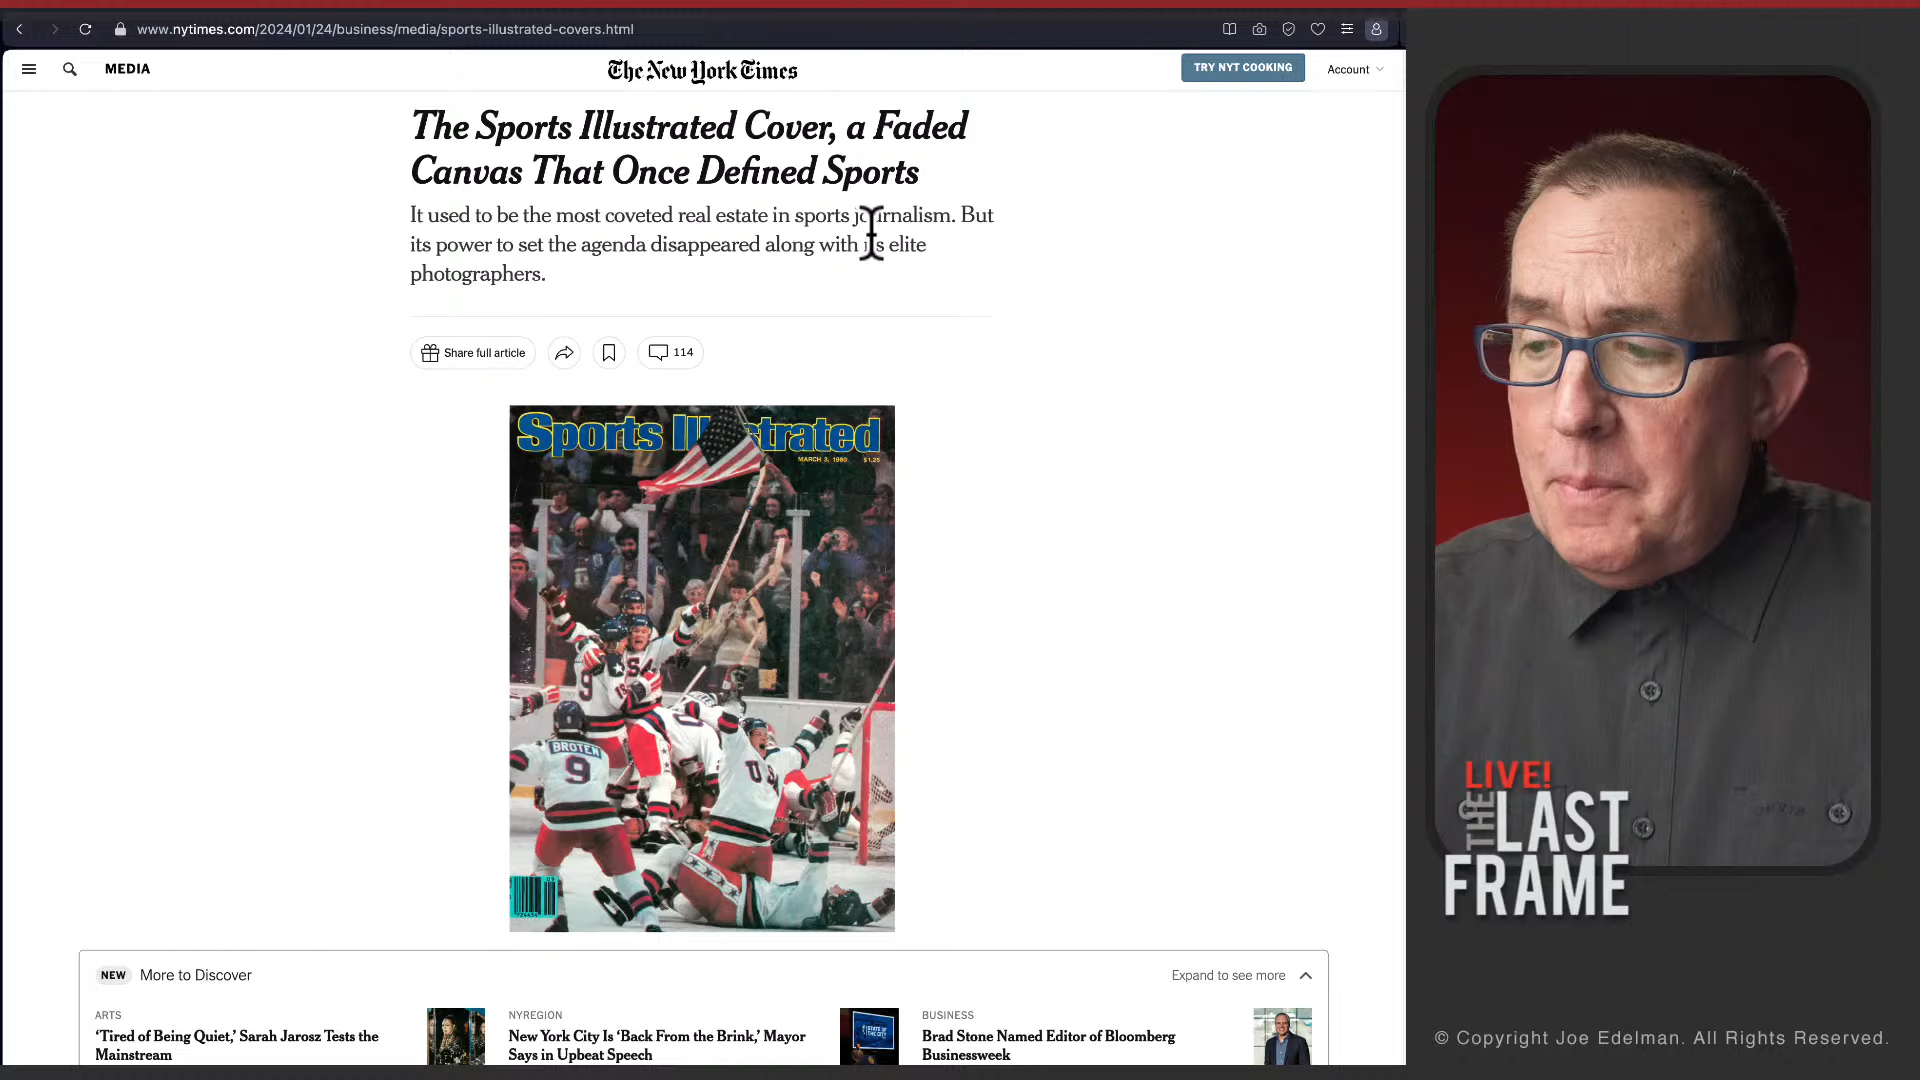 www.nytimes.com/2024/01/24/business/media/sports-illustrated-covers.html
MEDIA
The New York Times
TRY NYT COOKING
Account
The Sports Illustrated Cover, a Faded
Canvas That Once Defined Sports
It used to be the most coveted real estate in sports journalism. But
its power to set the agenda disappeared along with its elite
photographers.
Share full article
114
Sports Illustrated
MARCH 3, 1980 $1.25
USA
BROTEN
9
US
NEW More to Discover
Expand to see more
ARTS
‘Tired of Being Quiet,’ Sarah Jarosz Tests the
Mainstream
NYREGION
New York City Is ‘Back From the Brink,’ Mayor
Says in Upbeat Speech
BUSINESS
Brad Stone Named Editor of Bloomberg
Businessweek
LIVE!
THE LAST
FRAME
© Copyright Joe Edelman. All Rights Reserved.